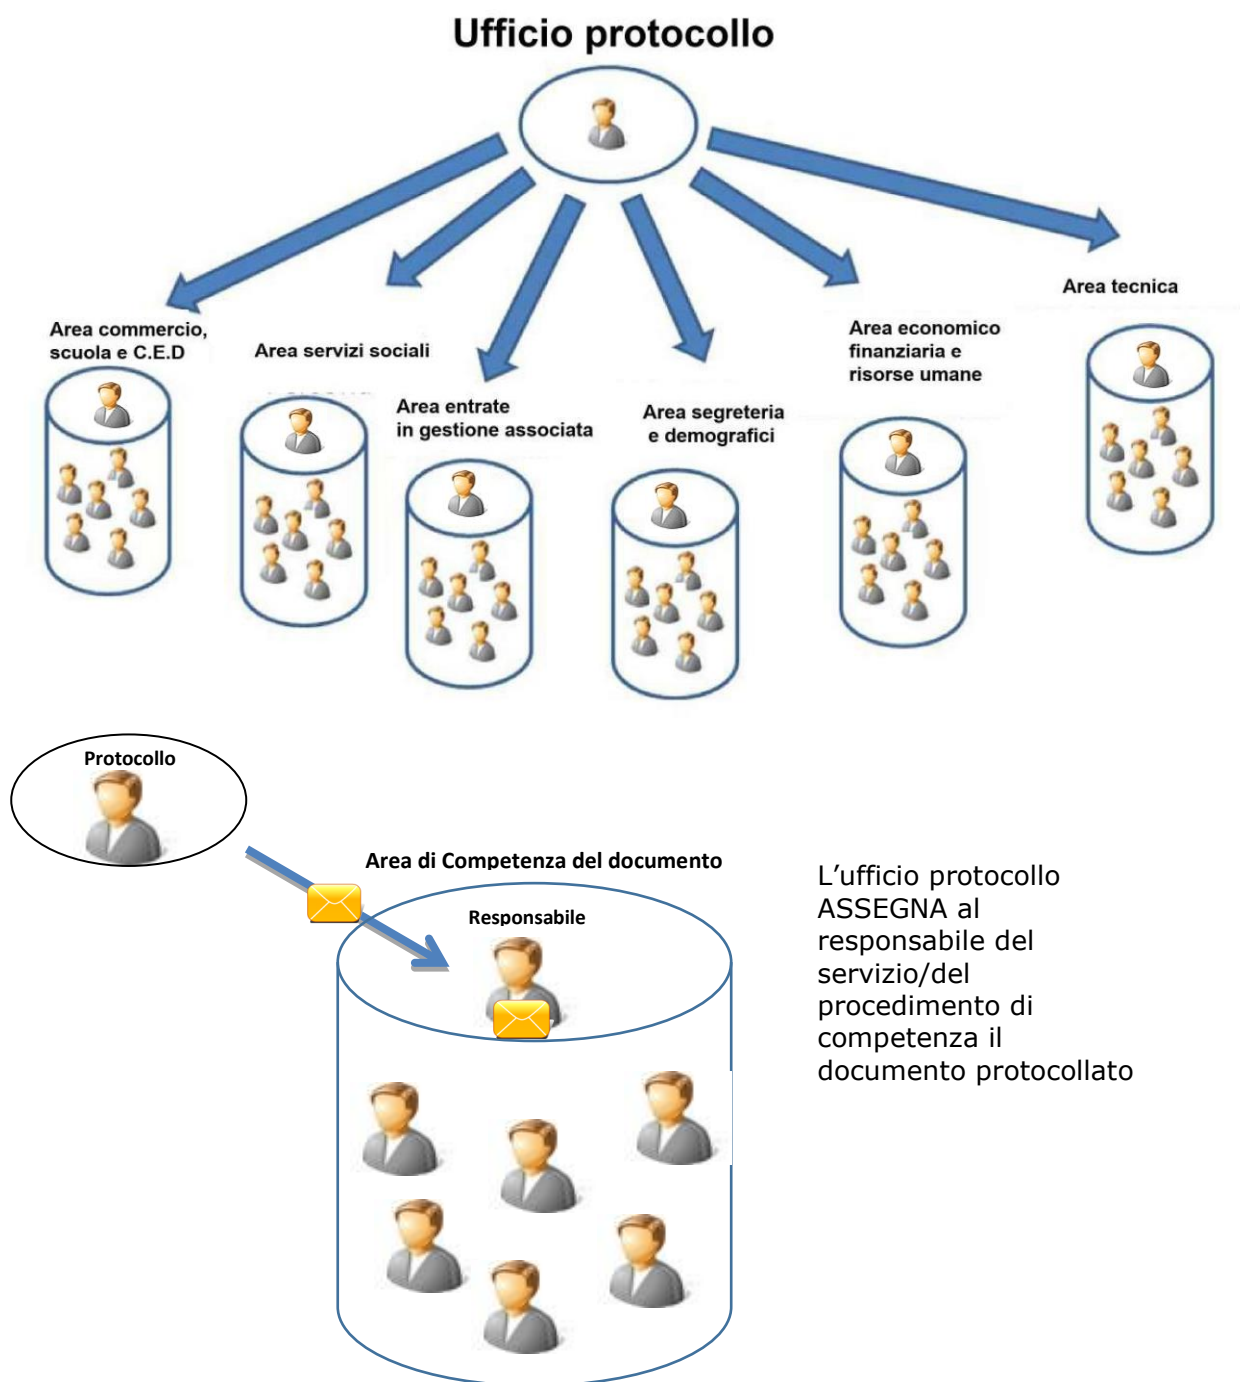 Ufficio protocollo
Area commercio,
scuola e C.E.D
Area servizi sociali
Area entrate
in gestione associata
Area segreteria
e demografici
Area economico
finanziaria e
risorse umane
Area tecnica
Protocollo
Area di Competenza del documento
Responsabile
L’ufficio protocollo
ASSEGNA al
responsabile del
servizio/del
procedimento di
competenza il
documento protocollato